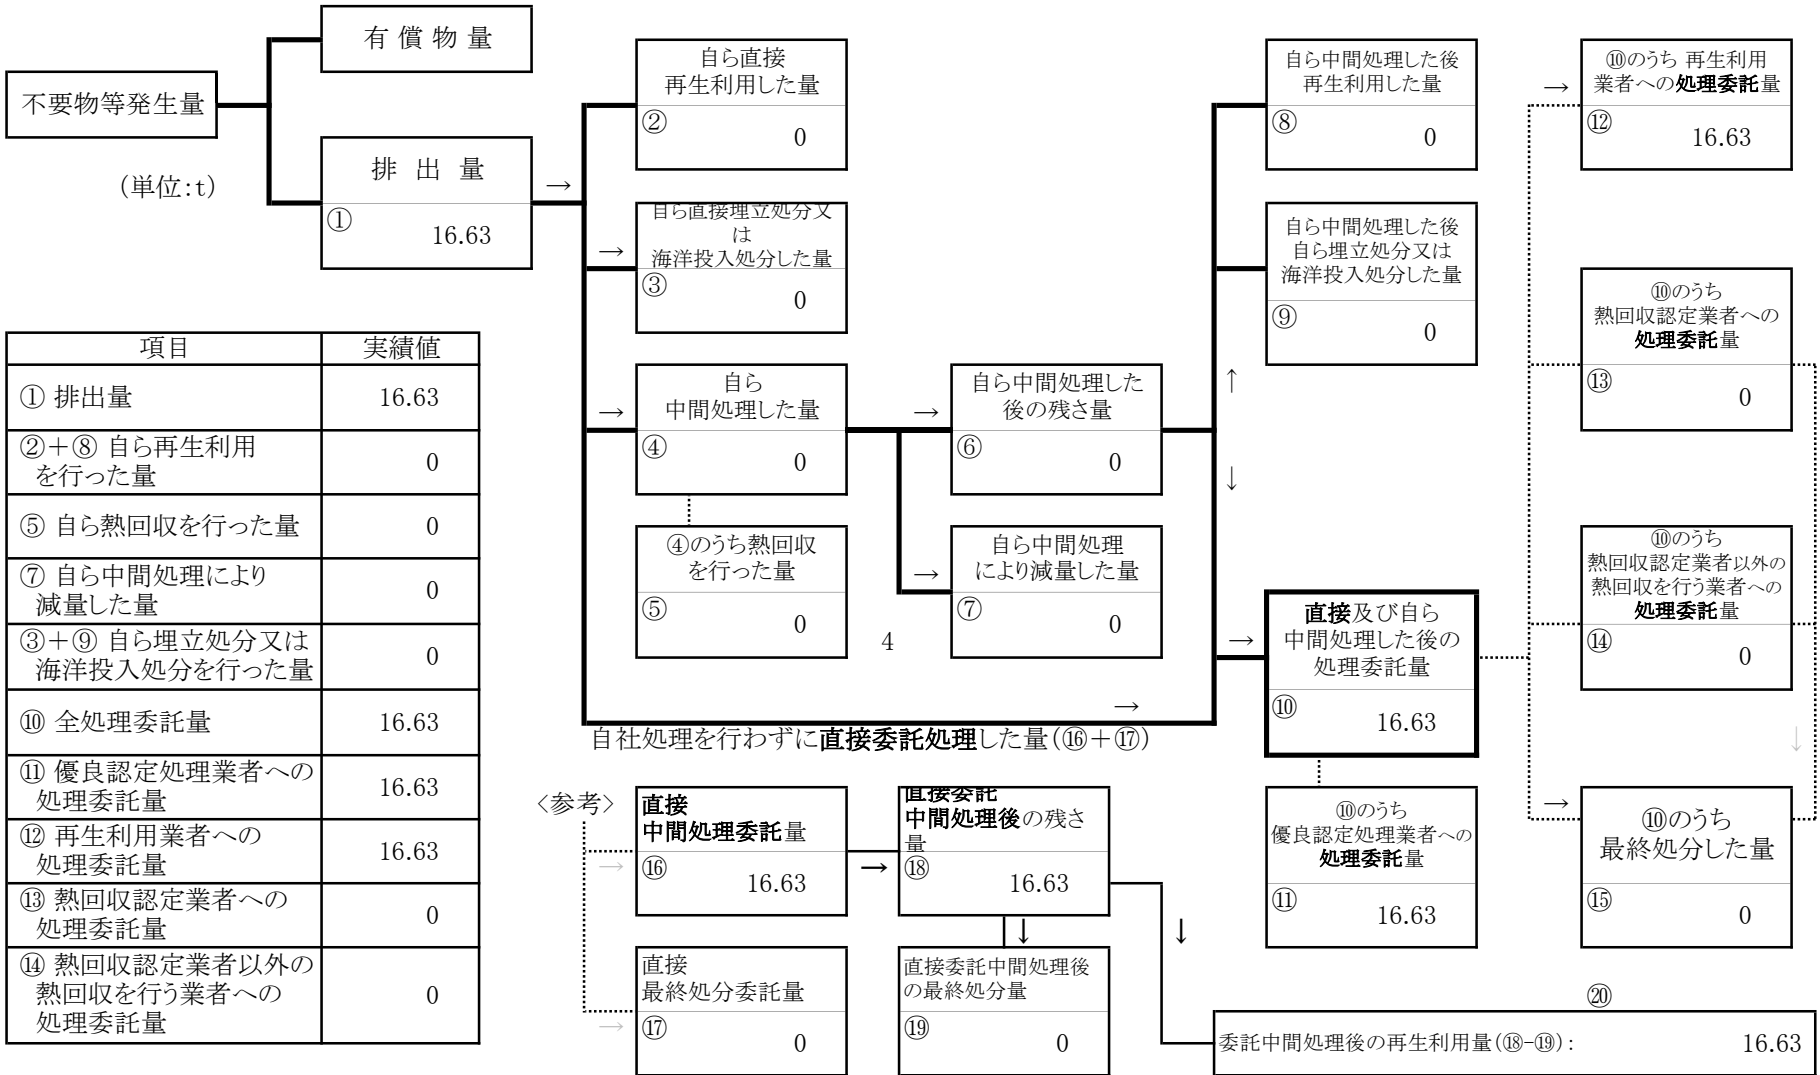 有 償 物 量
不要物等発生量
排 出 量
①
16.63
(単位:t)
→
自ら直接
再生利用した量
②
0
→
自ら直接埋立処分又
は
海洋投入処分した量
③
0
→
自ら
中間処理した量
④
0
④のうち熱回収
を行った量
⑤
0
→
自ら中間処理した
後の残さ量
⑥
0
→
自ら中間処理
により減量した量
⑦
0
4
↑
↓
自ら中間処理した後
再生利用した量
⑧
0
自ら中間処理した後
自ら埋立処分又は
海洋投入処分した量
⑨
0
→
直接及び自ら
中間処理した後の
処理委託量
⑩
16.63
⑩のうち
優良認定処理業者への
処理委託量
⑪
16.63
→
⑩のうち 再生利用
業者への処理委託量
⑫
16.63
⑩のうち
熱回収認定業者への
処理委託量
⑬
0
⑩のうち
熱回収認定業者以外の
熱回収を行う業者への
処理委託量
⑭
0
↓
→
⑩のうち
最終処分した量
⑮
0
→
自社処理を行わずに直接委託処理した量(⑯+⑰)
項目 実績値
① 排出量 16.63
②+⑧ 自ら再生利用
を行った量 0
⑤ 自ら熱回収を行った量 0
⑦ 自ら中間処理により
減量した量 0
③+⑨ 自ら埋立処分又は
海洋投入処分を行った量 0
⑩ 全処理委託量 16.63
⑪ 優良認定処理業者への
処理委託量 16.63
⑫ 再生利用業者への
処理委託量 16.63
⑬ 熱回収認定業者への
処理委託量 0
⑭ 熱回収認定業者以外の
熱回収を行う業者への
処理委託量 0
〈参考〉
→
直接
中間処理委託量
⑯
16.63
→
直接委託
中間処理後の残さ
量
⑱
16.63
→
直接
最終処分委託量
⑰
0
↓
直接委託中間処理後
の最終処分量
⑲
0
↓
⑳
委託中間処理後の再生利用量(⑱-⑲): 16.63